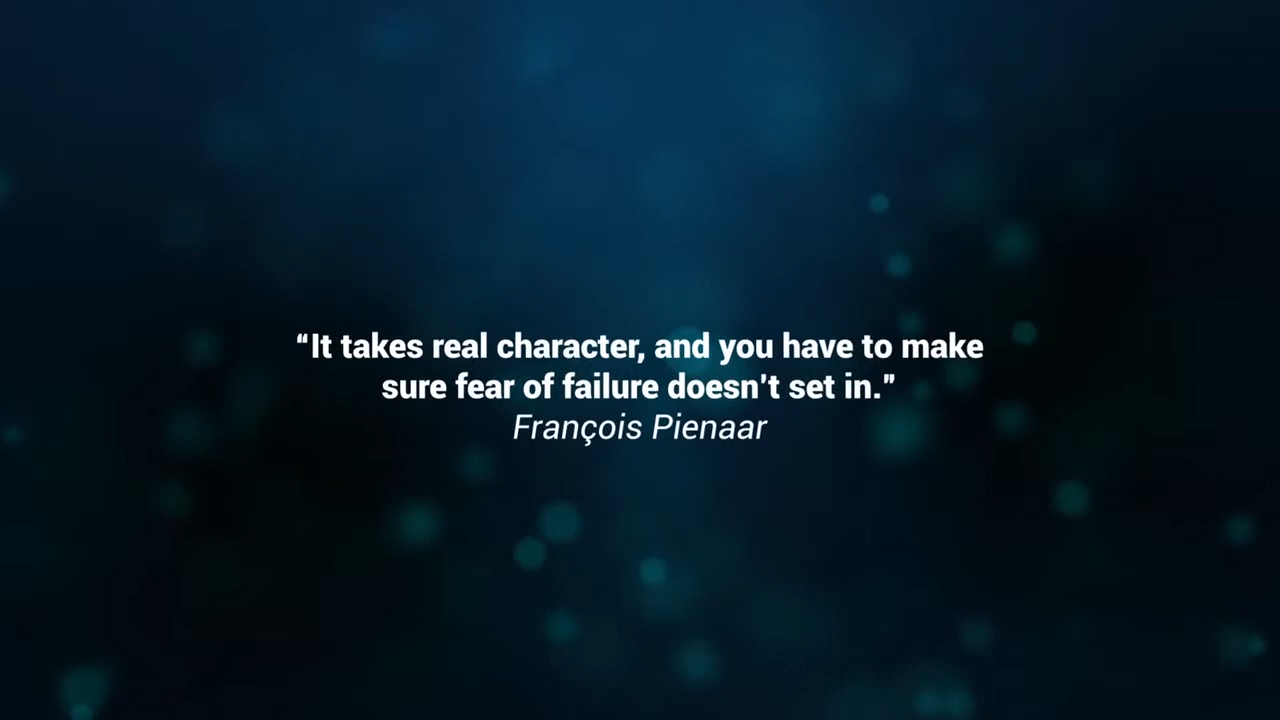 “It takes real character, and you have to make
sure fear of failure doesn't set in.”
François Pienaar